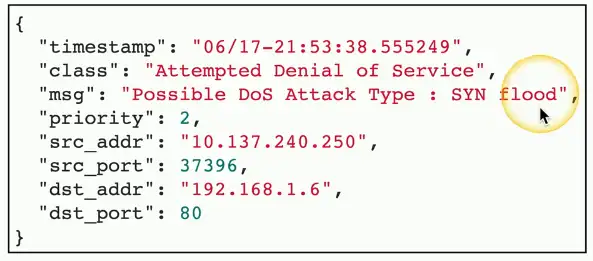 {
"timestamp": "06/17-21:53:38.555249",
"class": "Attempted Denial of Service",
"msg": "Possible DoS Attack Type : SYN flood",
"priority": 2,
"src_addr": "10.137.240.250",
"src_port": 37396,
"dst_addr": "192.168.1.6",
"dst_port": 80
}